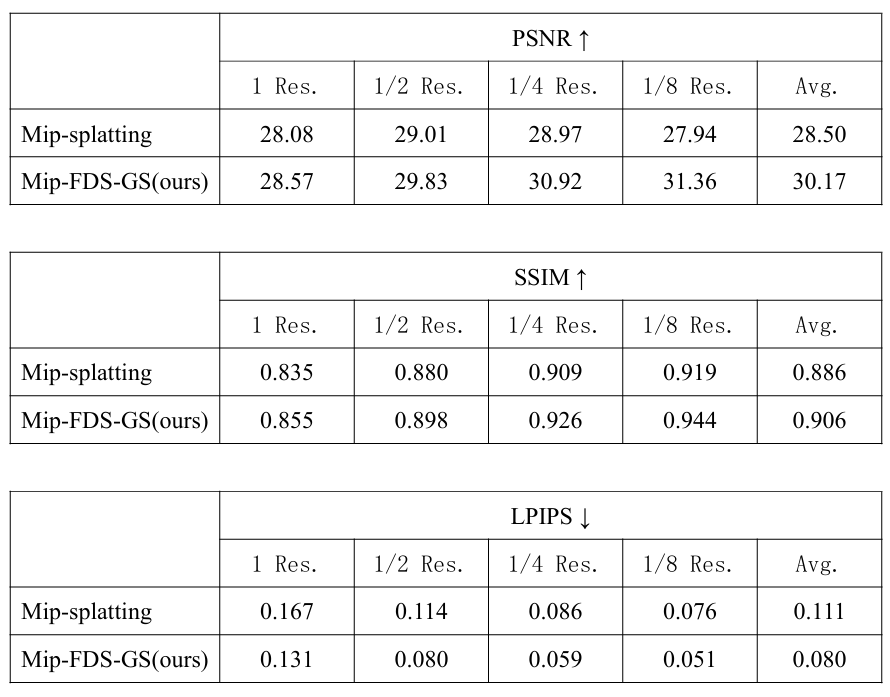 PSNR ↑
1 Res. 1/2 Res. 1/4 Res. 1/8 Res. Avg.
Mip-splatting 28.08 29.01 28.97 27.94 28.50
Mip-FDS-GS(ours) 28.57 29.83 30.92 31.36 30.17
SSIM ↑
1 Res. 1/2 Res. 1/4 Res. 1/8 Res. Avg.
Mip-splatting 0.835 0.880 0.909 0.919 0.886
Mip-FDS-GS(ours) 0.855 0.898 0.926 0.944 0.906
LPIPS ↓
1 Res. 1/2 Res. 1/4 Res. 1/8 Res. Avg.
Mip-splatting 0.167 0.114 0.086 0.076 0.111
Mip-FDS-GS(ours) 0.131 0.080 0.059 0.051 0.080